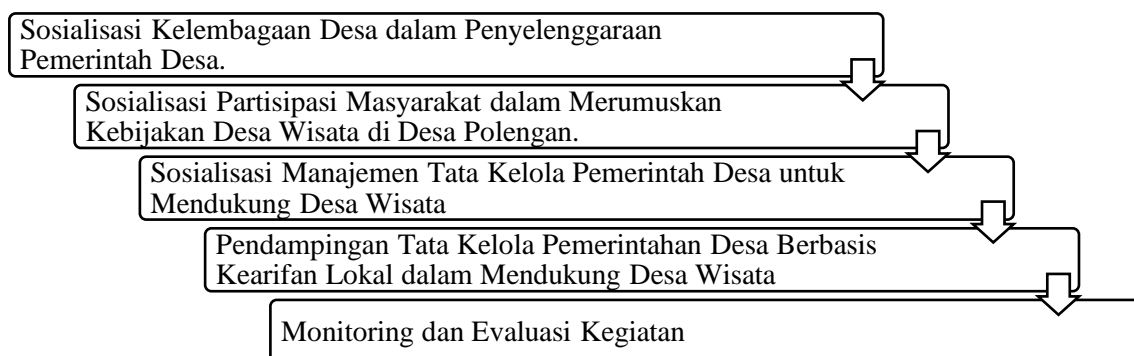 Sosialisasi Kelembagaan Desa dalam Penyelenggaraan
Pemerintah Desa.
Sosialisasi Partisipasi Masyarakat dalam Merumuskan
Kebijakan Desa Wisata di Desa Polengan.
Sosialisasi Manajemen Tata Kelola Pemerintah Desa untuk
Mendukung Desa Wisata
Pendampingan Tata Kelola Pemerintahan Desa Berbasis
Kearifan Lokal dalam Mendukung Desa Wisata
Monitoring dan Evaluasi Kegiatan